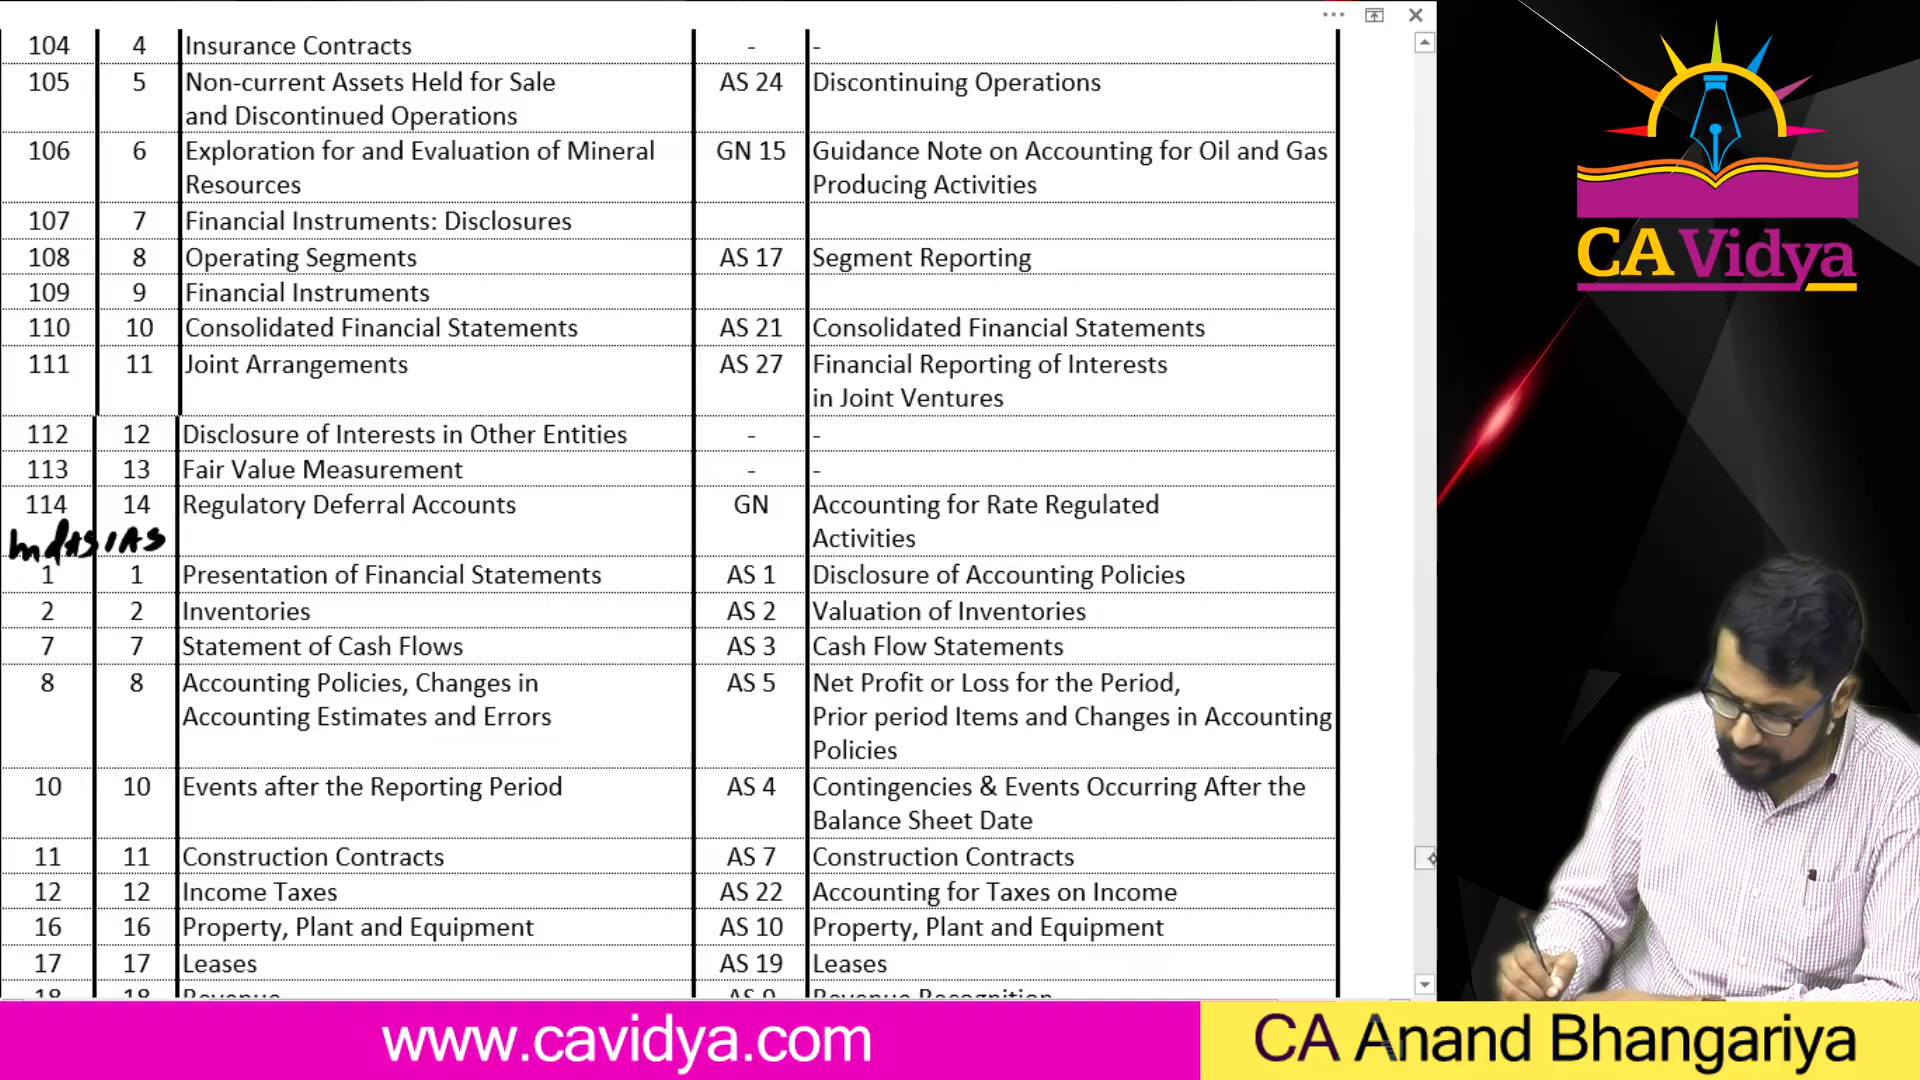 104 4 Insurance Contracts - -
105 5 Non-current Assets Held for Sale AS 24 Discontinuing Operations
and Discontinued Operations
106 6 Exploration for and Evaluation of Mineral GN 15 Guidance Note on Accounting for Oil and Gas
Resources Producing Activities
107 7 Financial Instruments: Disclosures
108 8 Operating Segments AS 17 Segment Reporting
109 9 Financial Instruments
110 10 Consolidated Financial Statements AS 21 Consolidated Financial Statements
111 11 Joint Arrangements AS 27 Financial Reporting of Interests
in Joint Ventures
112 12 Disclosure of Interests in Other Entities - -
113 13 Fair Value Measurement - -
114 14 Regulatory Deferral Accounts GN Accounting for Rate Regulated
Ind AS IAS Activities
1 1 Presentation of Financial Statements AS 1 Disclosure of Accounting Policies
2 2 Inventories AS 2 Valuation of Inventories
7 7 Statement of Cash Flows AS 3 Cash Flow Statements
8 8 Accounting Policies, Changes in AS 5 Net Profit or Loss for the Period,
Accounting Estimates and Errors Prior period Items and Changes in Accounting
Policies
10 10 Events after the Reporting Period AS 4 Contingencies & Events Occurring After the
Balance Sheet Date
11 11 Construction Contracts AS 7 Construction Contracts
12 12 Income Taxes AS 22 Accounting for Taxes on Income
16 16 Property, Plant and Equipment AS 10 Property, Plant and Equipment
17 17 Leases AS 19 Leases
18 18 Revenue AS 9 Revenue Recognition
CA Vidya
www.cavidya.com
CA Anand Bhangariya